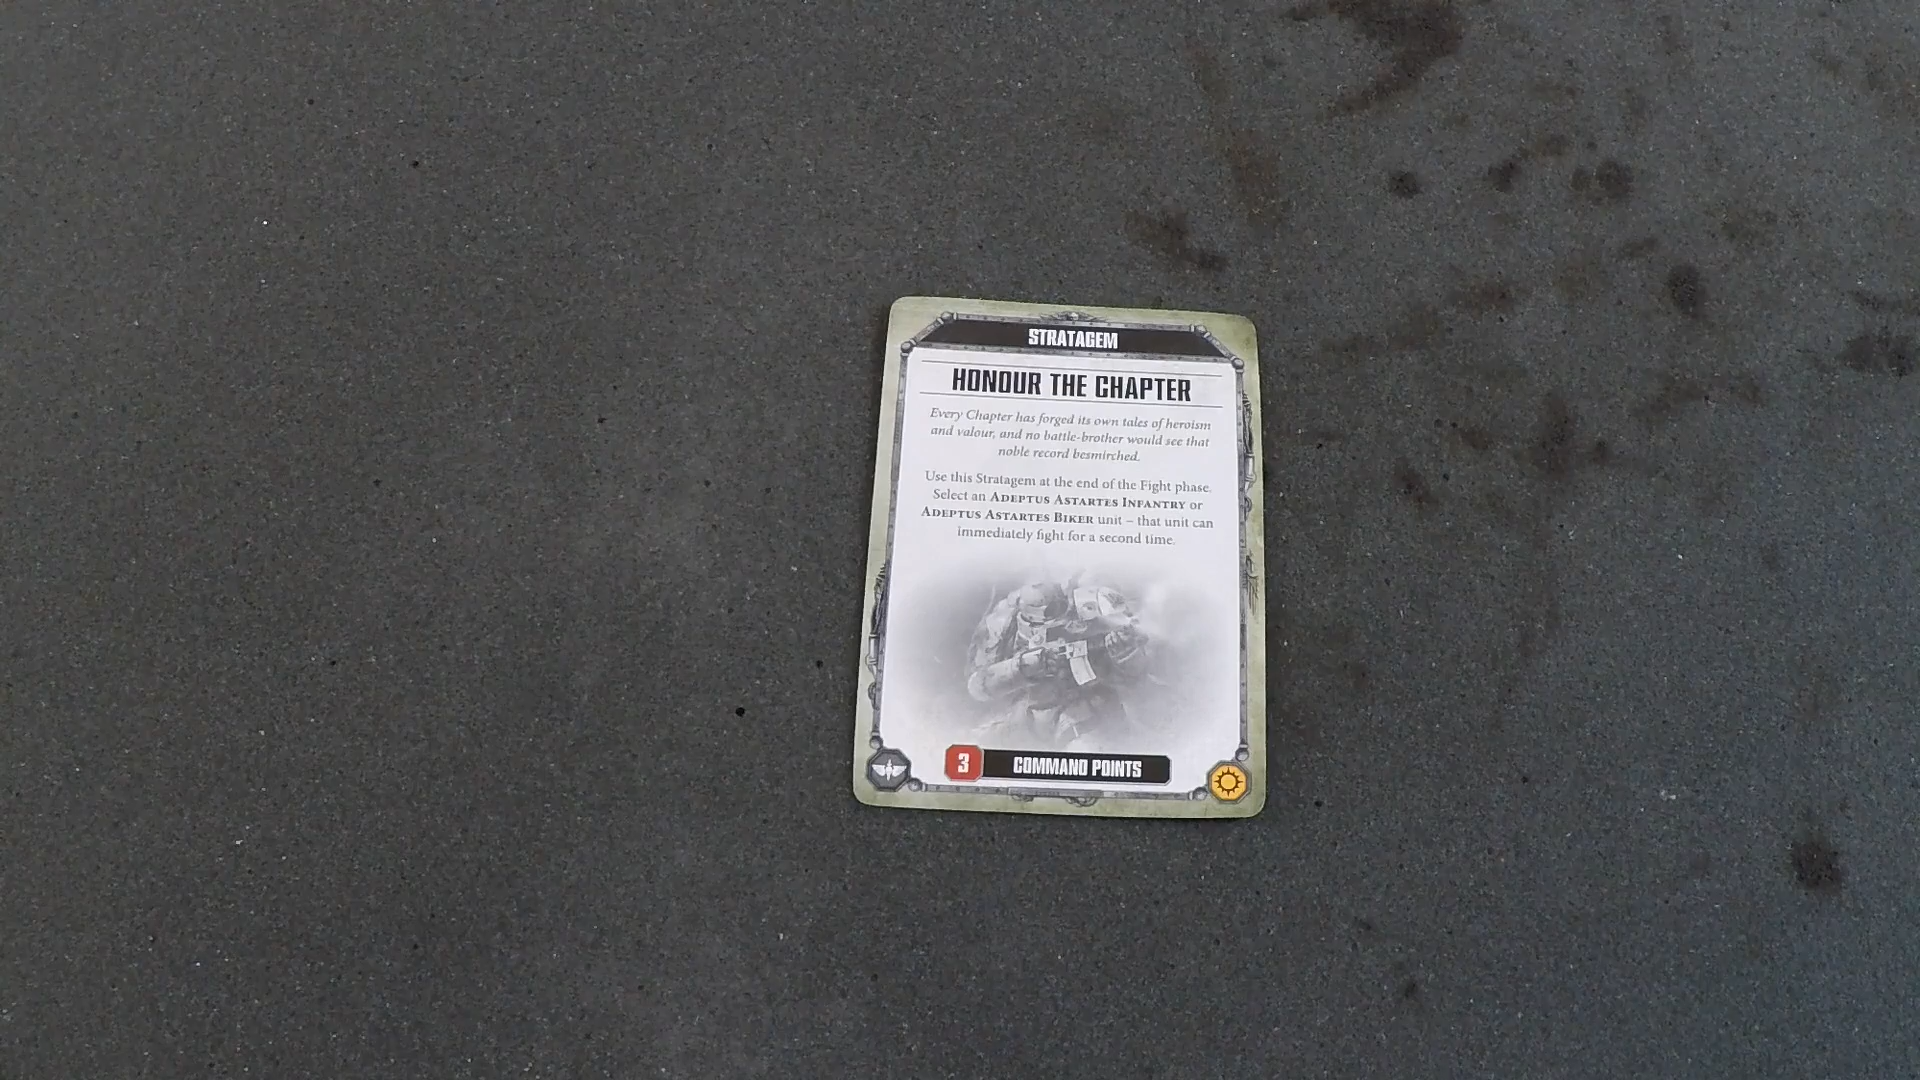 STRATAGEM
HONOUR THE CHAPTER
Every Chapter has forged its own tales of heroism
and valour, and no battle-brother would see that
noble record besmirched.
Use this Stratagem at the end of the Fight phase.
Select an ADEPTUS ASTARTES INFANTRY or
ADEPTUS ASTARTES BIKER unit – that unit can
immediately fight for a second time.
3 COMMAND POINTS